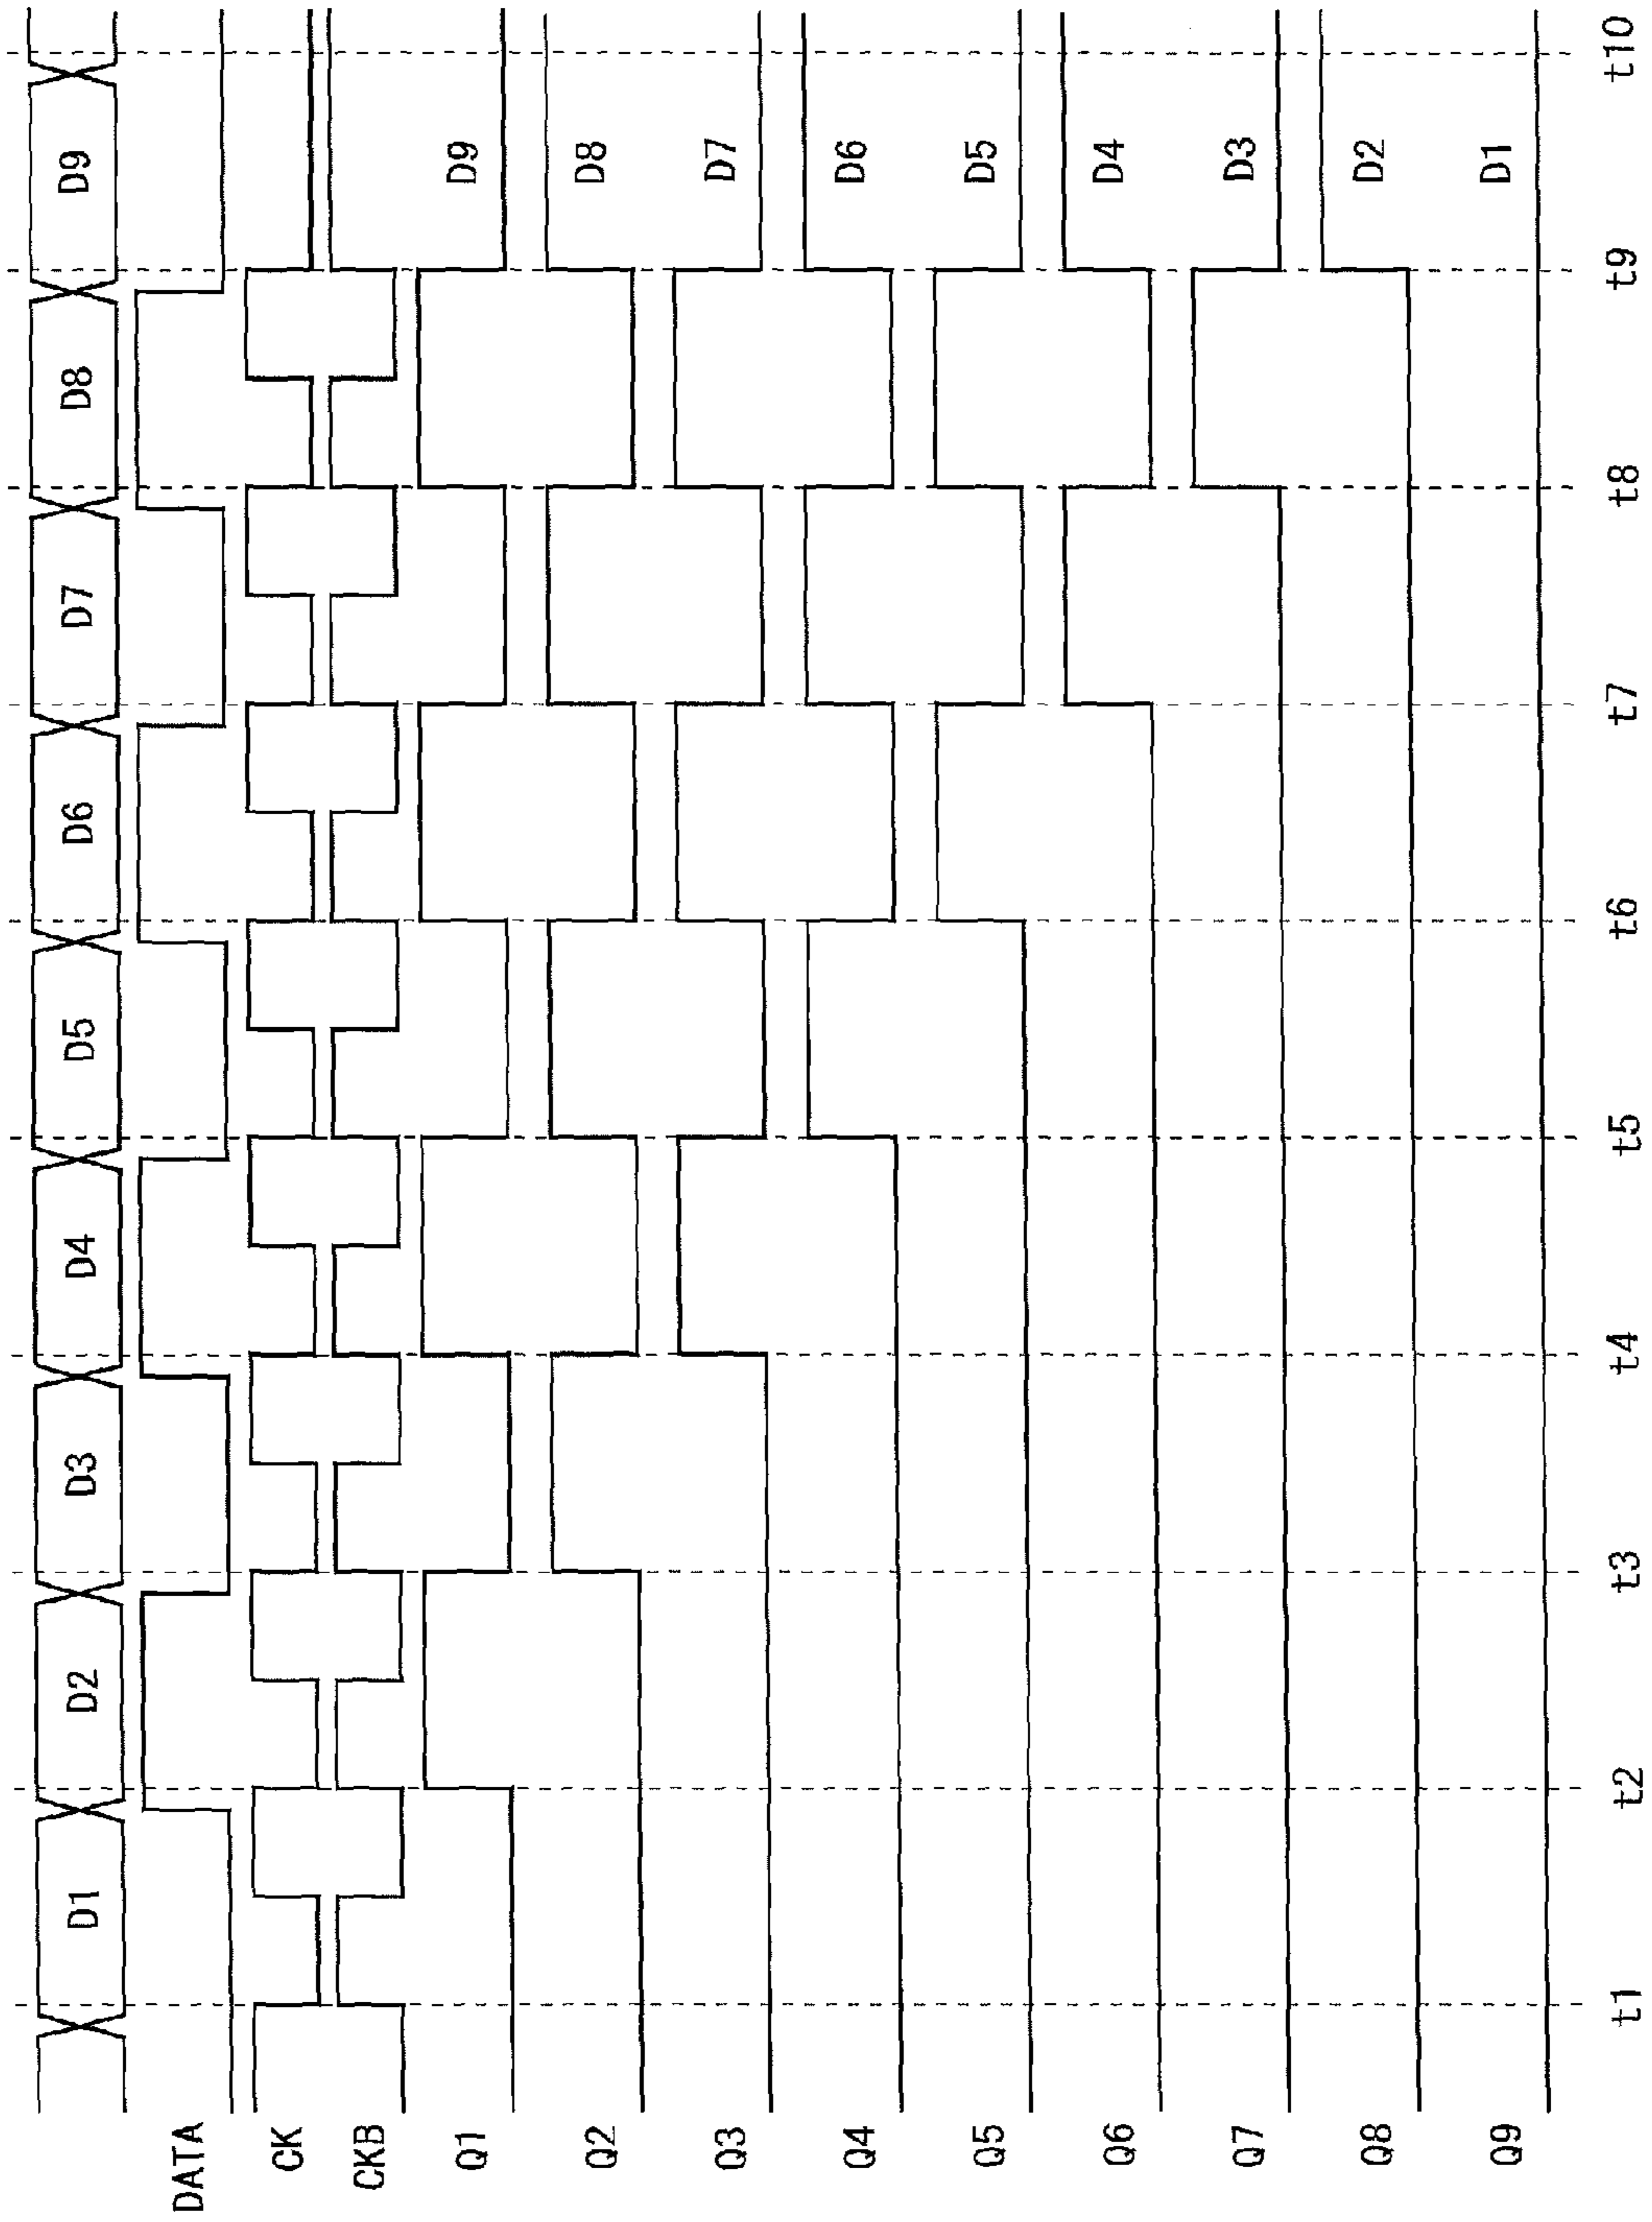 D1 D2 D3 D4 D5 D6 D7 D8 D9
DATA
CK
CKB
Q1 D9
Q2 D8
Q3 D7
Q4 D6
Q5 D5
Q6 D4
Q7 D3
Q8 D2
Q9 D1
t1 t2 t3 t4 t5 t6 t7 t8 t9 t10